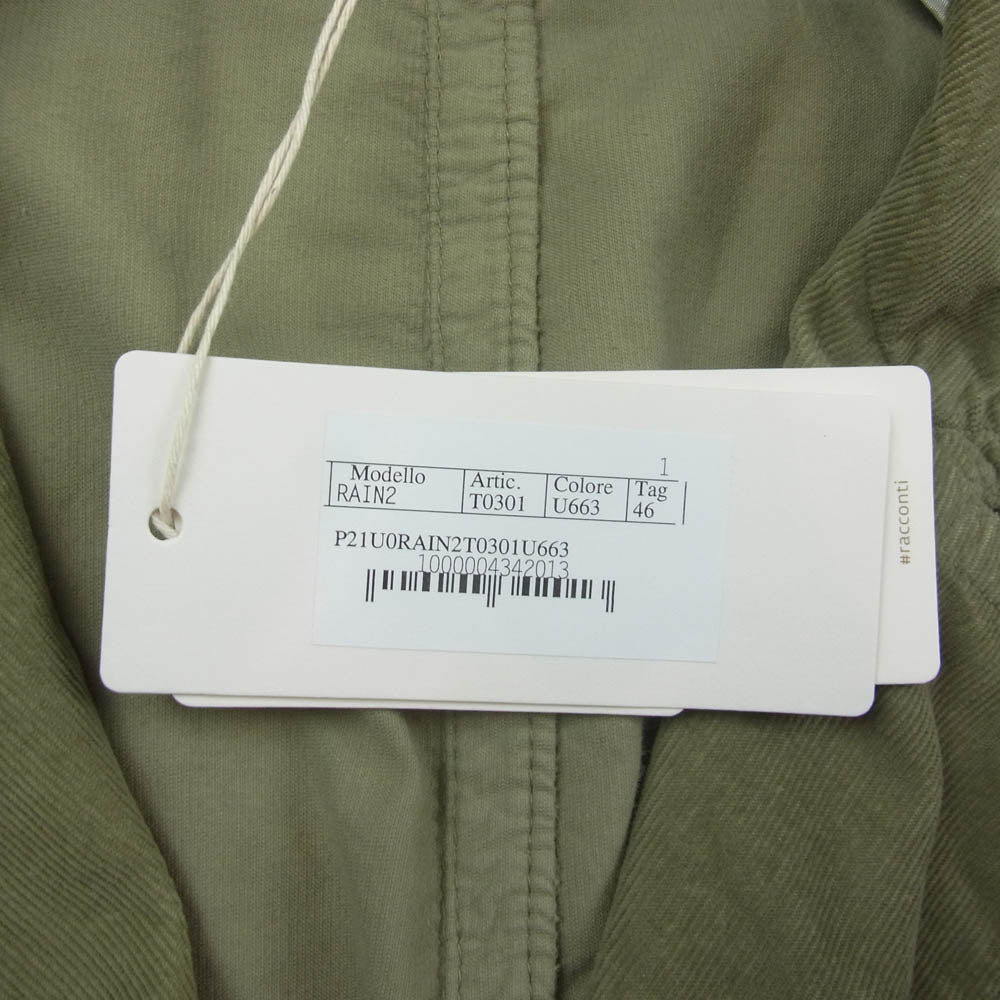 1
Modello Artic. Colore Tag
RAIN2 T0301 U663 46
P21U0RAIN2T0301U663
1000004342013
#racconti